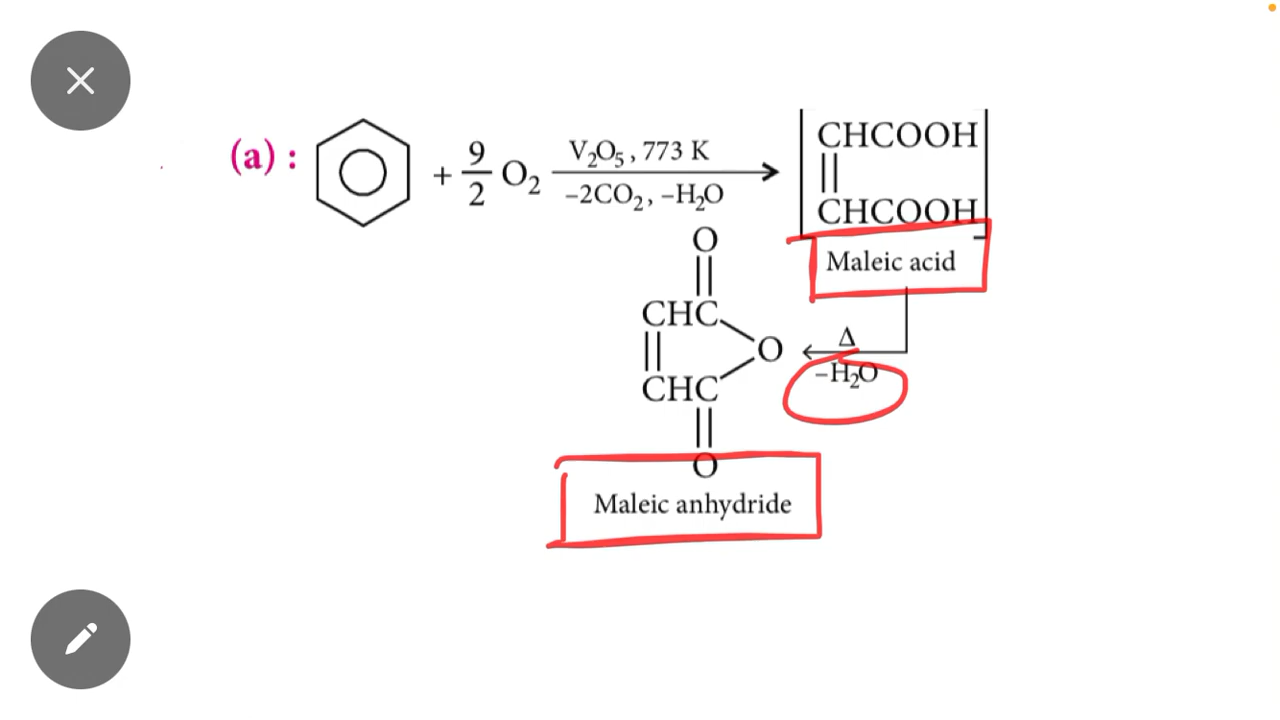 (a) : + 9/2 O₂ V₂O₅, 773 K
–2CO₂, –H₂O
CHCOOH
||
CHCOOH
Maleic acid
Δ
–H₂O
O
||
CHC
|| O
CHC
||
O
Maleic anhydride